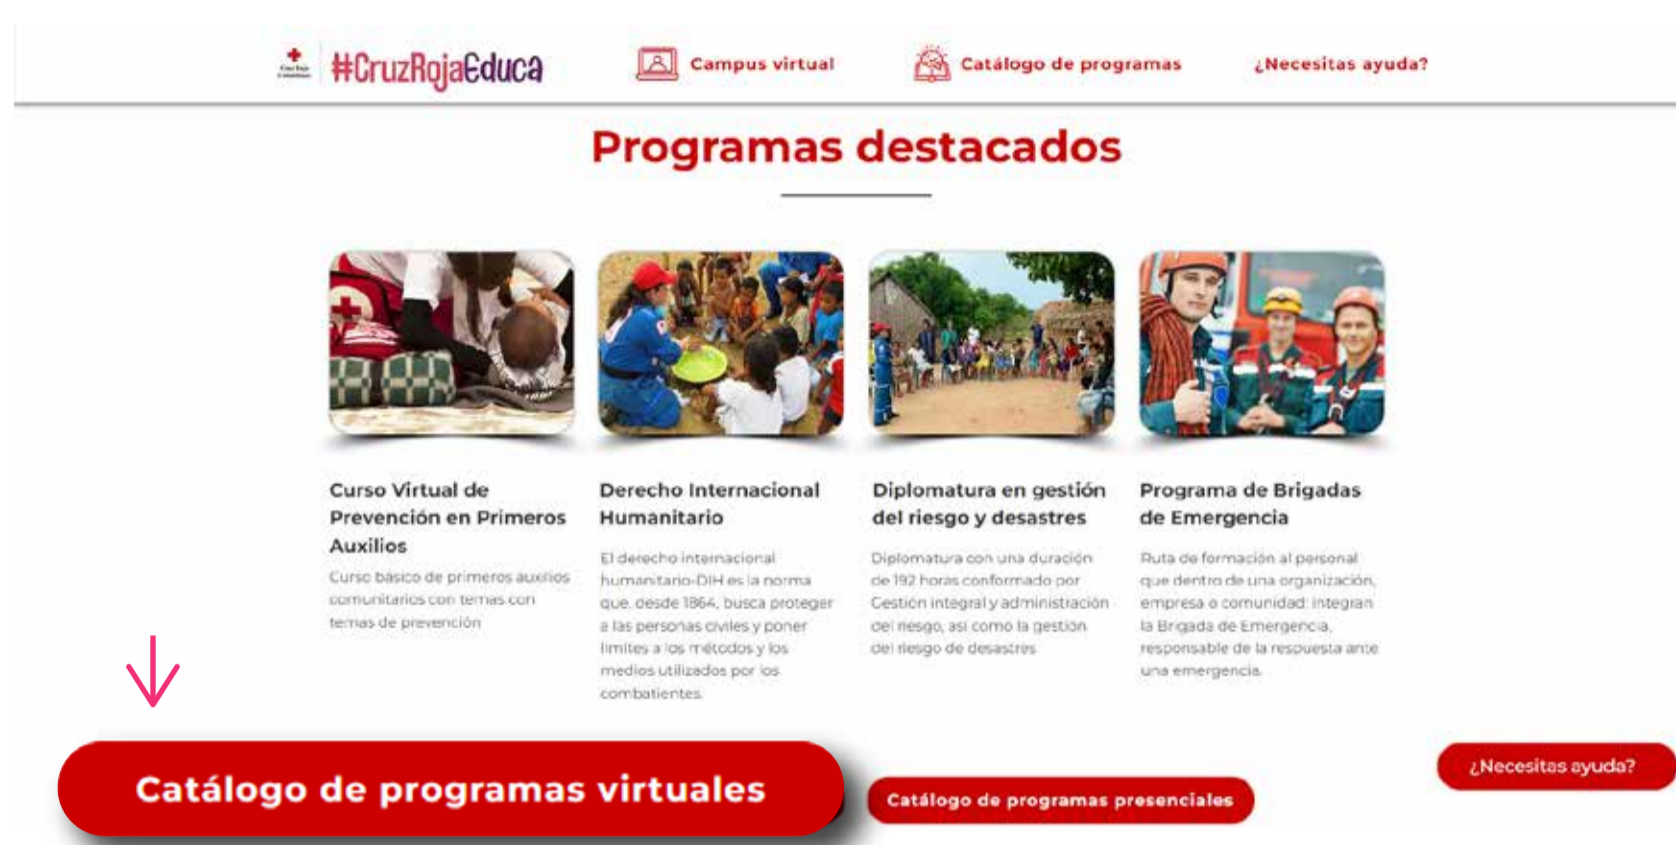 Cruz Roja
Colombiana
#CruzRojaEduca
Campus virtual
Catálogo de programas
¿Necesitas ayuda?
Programas destacados
Curso Virtual de
Prevención en Primeros
Auxilios
Curso básico de primeros auxilios
comunitarios con temas con
temas de prevención
Derecho Internacional
Humanitario
El derecho internacional
humanitario-DIH es la norma
que, desde 1864, busca proteger
a las personas civiles y poner
límites a los métodos y los
medios utilizados por los
combatientes.
Diplomatura en gestión
del riesgo y desastres
Diplomatura con una duración
de 192 horas conformado por
Gestión integral y administración
del riesgo, así como la gestión
del riesgo de desastres
Programa de Brigadas
de Emergencia
Ruta de formación al personal
que dentro de una organización,
empresa o comunidad integran
la Brigada de Emergencia,
responsable de la respuesta ante
una emergencia.
Catálogo de programas virtuales
Catálogo de programas presenciales
¿Necesitas ayuda?